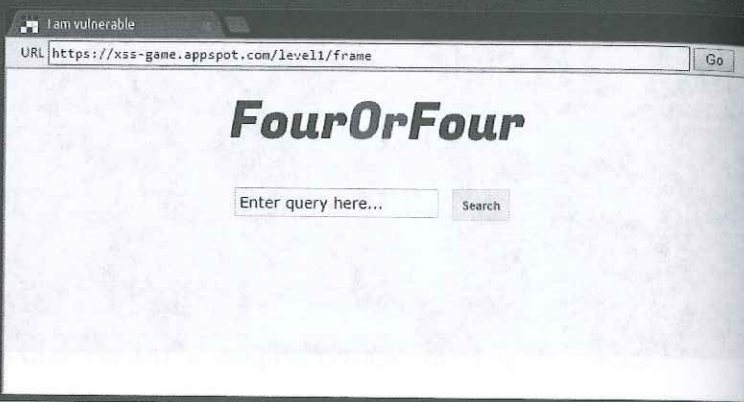 I am vulnerable
URL https://xss-game.appspot.com/level1/frame Go
FourOrFour
Enter query here... Search